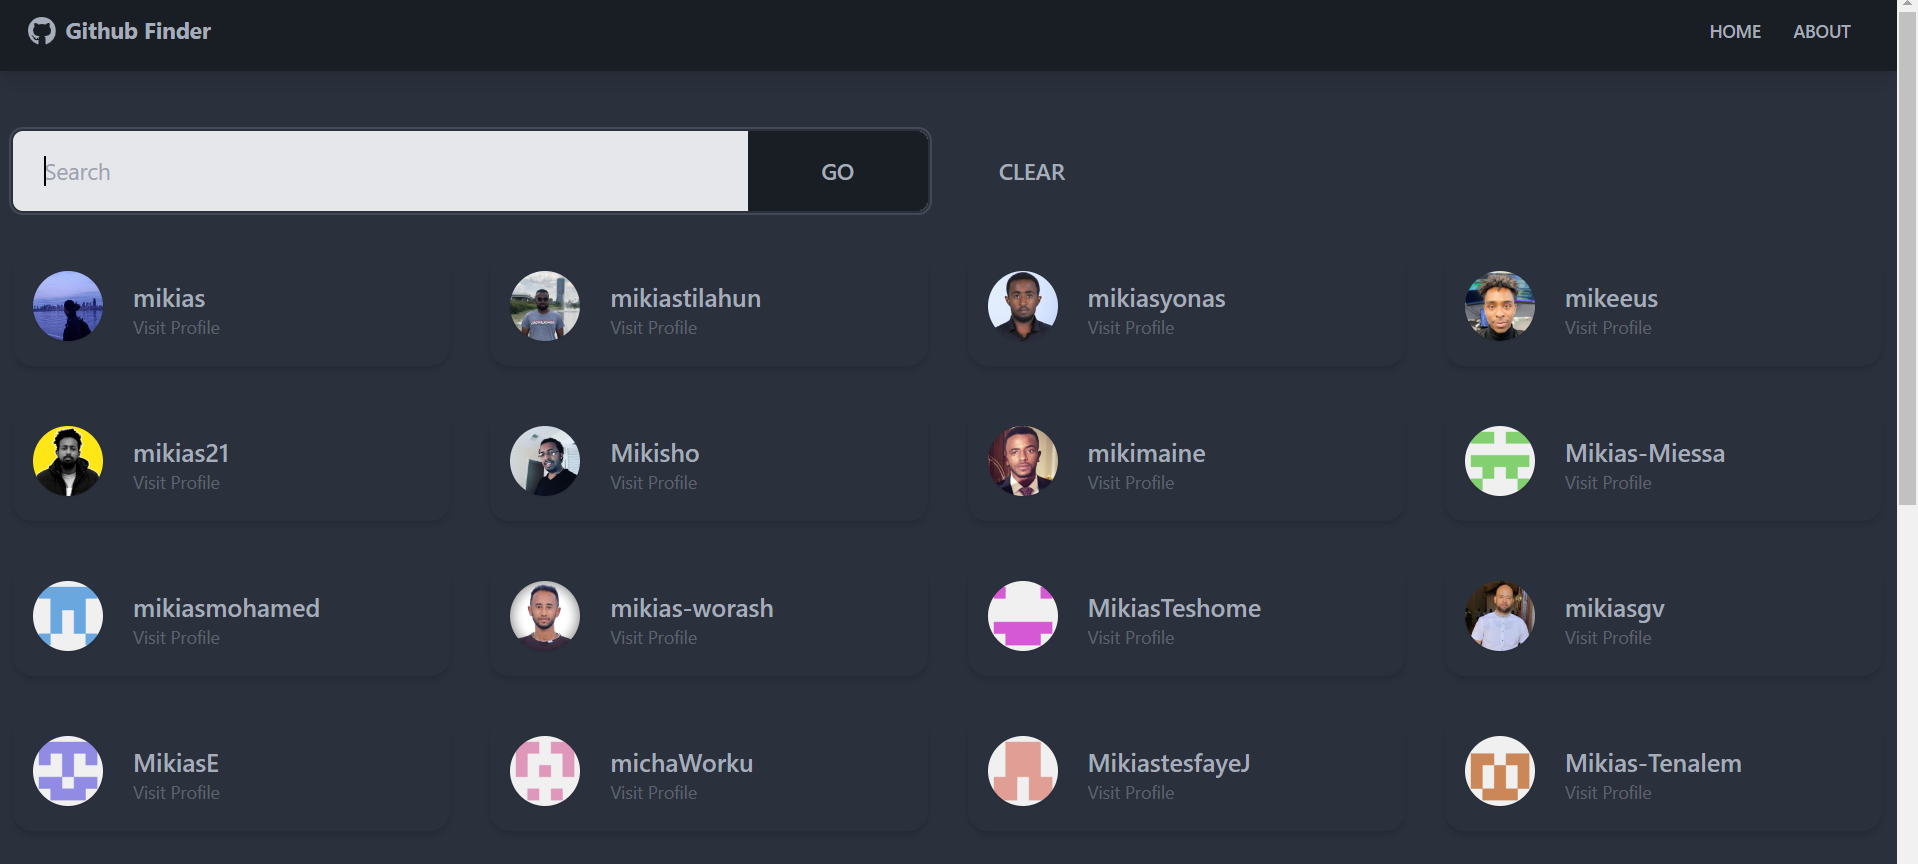 Github Finder
HOME ABOUT
Search GO CLEAR
mikias
Visit Profile
mikiastilahun
Visit Profile
mikiasyonas
Visit Profile
mikeeus
Visit Profile
mikias21
Visit Profile
Mikisho
Visit Profile
mikimaine
Visit Profile
Mikias-Miessa
Visit Profile
mikiasmohamed
Visit Profile
mikias-worash
Visit Profile
MikiasTeshome
Visit Profile
mikiasgv
Visit Profile
MikiasE
Visit Profile
michaWorku
Visit Profile
MikiastesfayeJ
Visit Profile
Mikias-Tenalem
Visit Profile